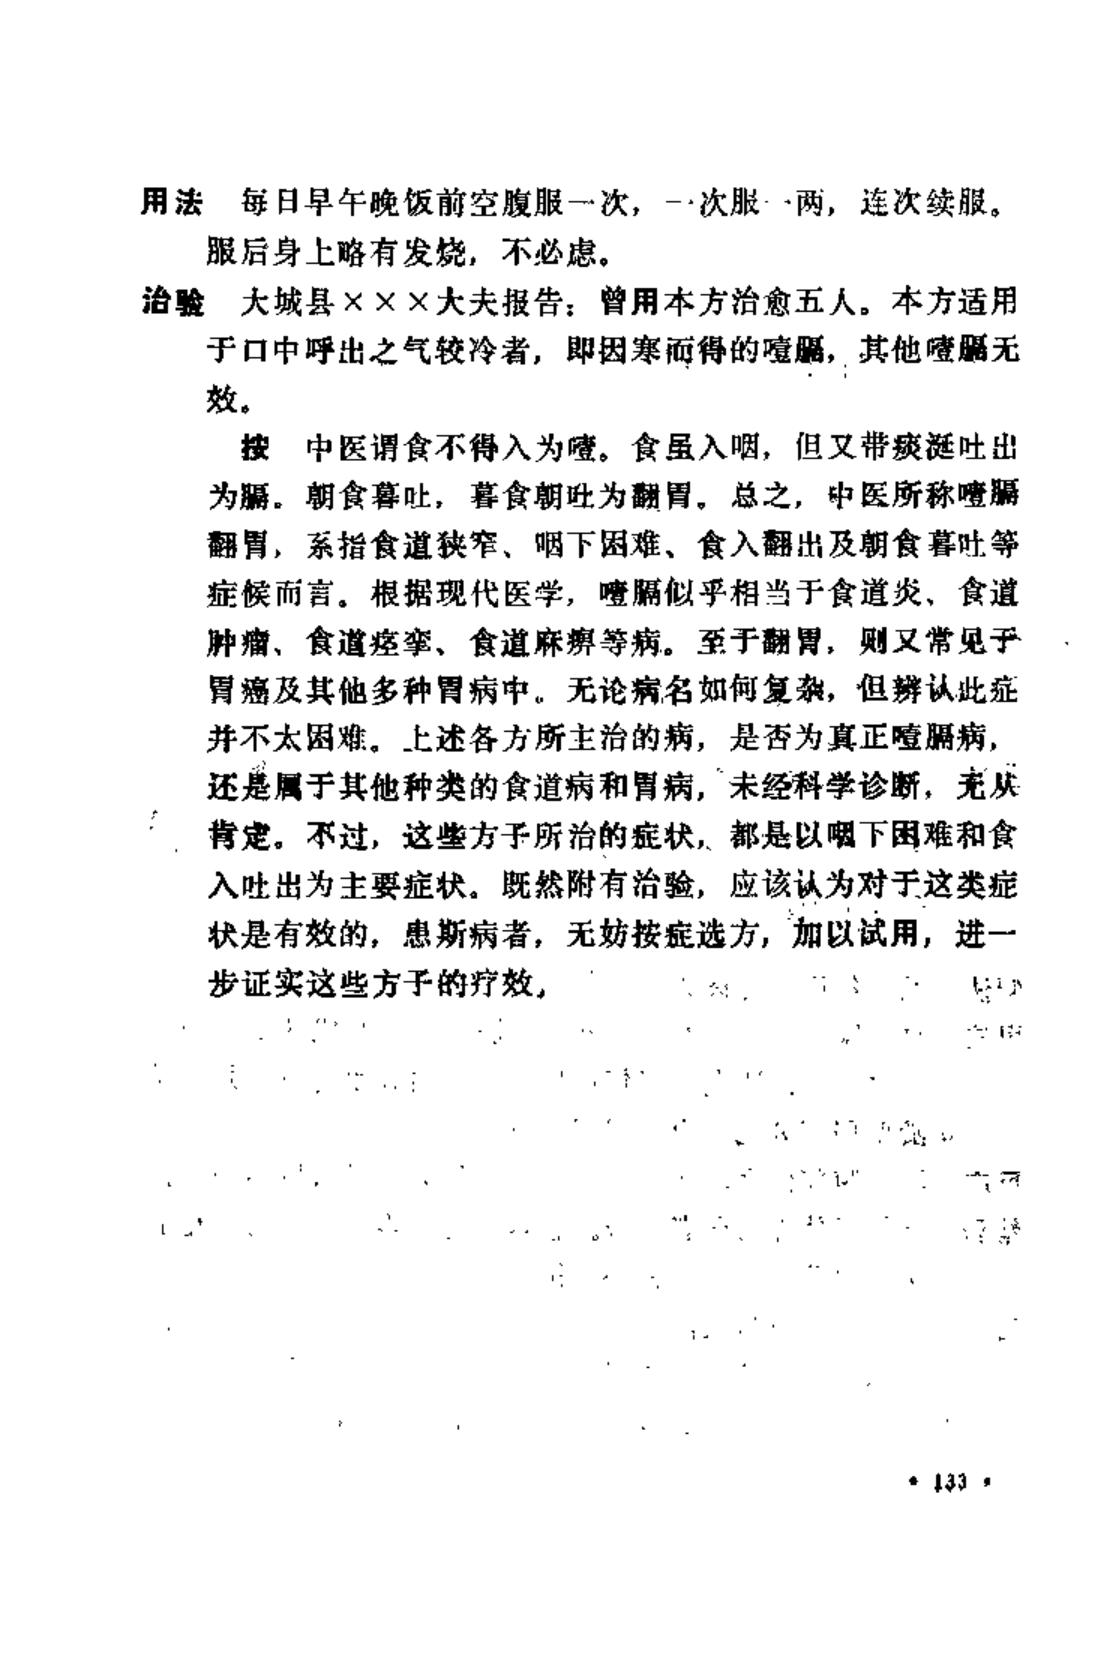 用法　每日早午晚饭前空腹服一次，一次服一两，连次续服。
服后身上略有发烧，不必虑。
治验　大城县×××大夫报告：曾用本方治愈五人。本方适用
于口中呼出之气较冷者，即因寒而得的噎膈，其他噎膈无
效。
按　中医谓食不得入为噎。食虽入咽，但又带痰涎吐出
为膈。朝食暮吐，暮食朝吐为翻胃。总之，中医所称噎膈
翻胃，系指食道狭窄、咽下困难、食入翻出及朝食暮吐等
症候而言。根据现代医学，噎膈似乎相当于食道炎、食道
肿瘤、食道痉挛、食道麻痹等病。至于翻胃，则又常见于
胃癌及其他多种胃病中。无论病名如何复杂，但辨认此症
并不太困难。上述各方所主治的病，是否为真正噎膈病，
还是属于其他种类的食道病和胃病，未经科学诊断，无从
肯定。不过，这些方子所治的症状，都是以咽下困难和食
入吐出为主要症状。既然附有治验，应该认为对于这类症
状是有效的，患斯病者，无妨按症选方，加以试用，进一
步证实这些方子的疗效。
• 133 •